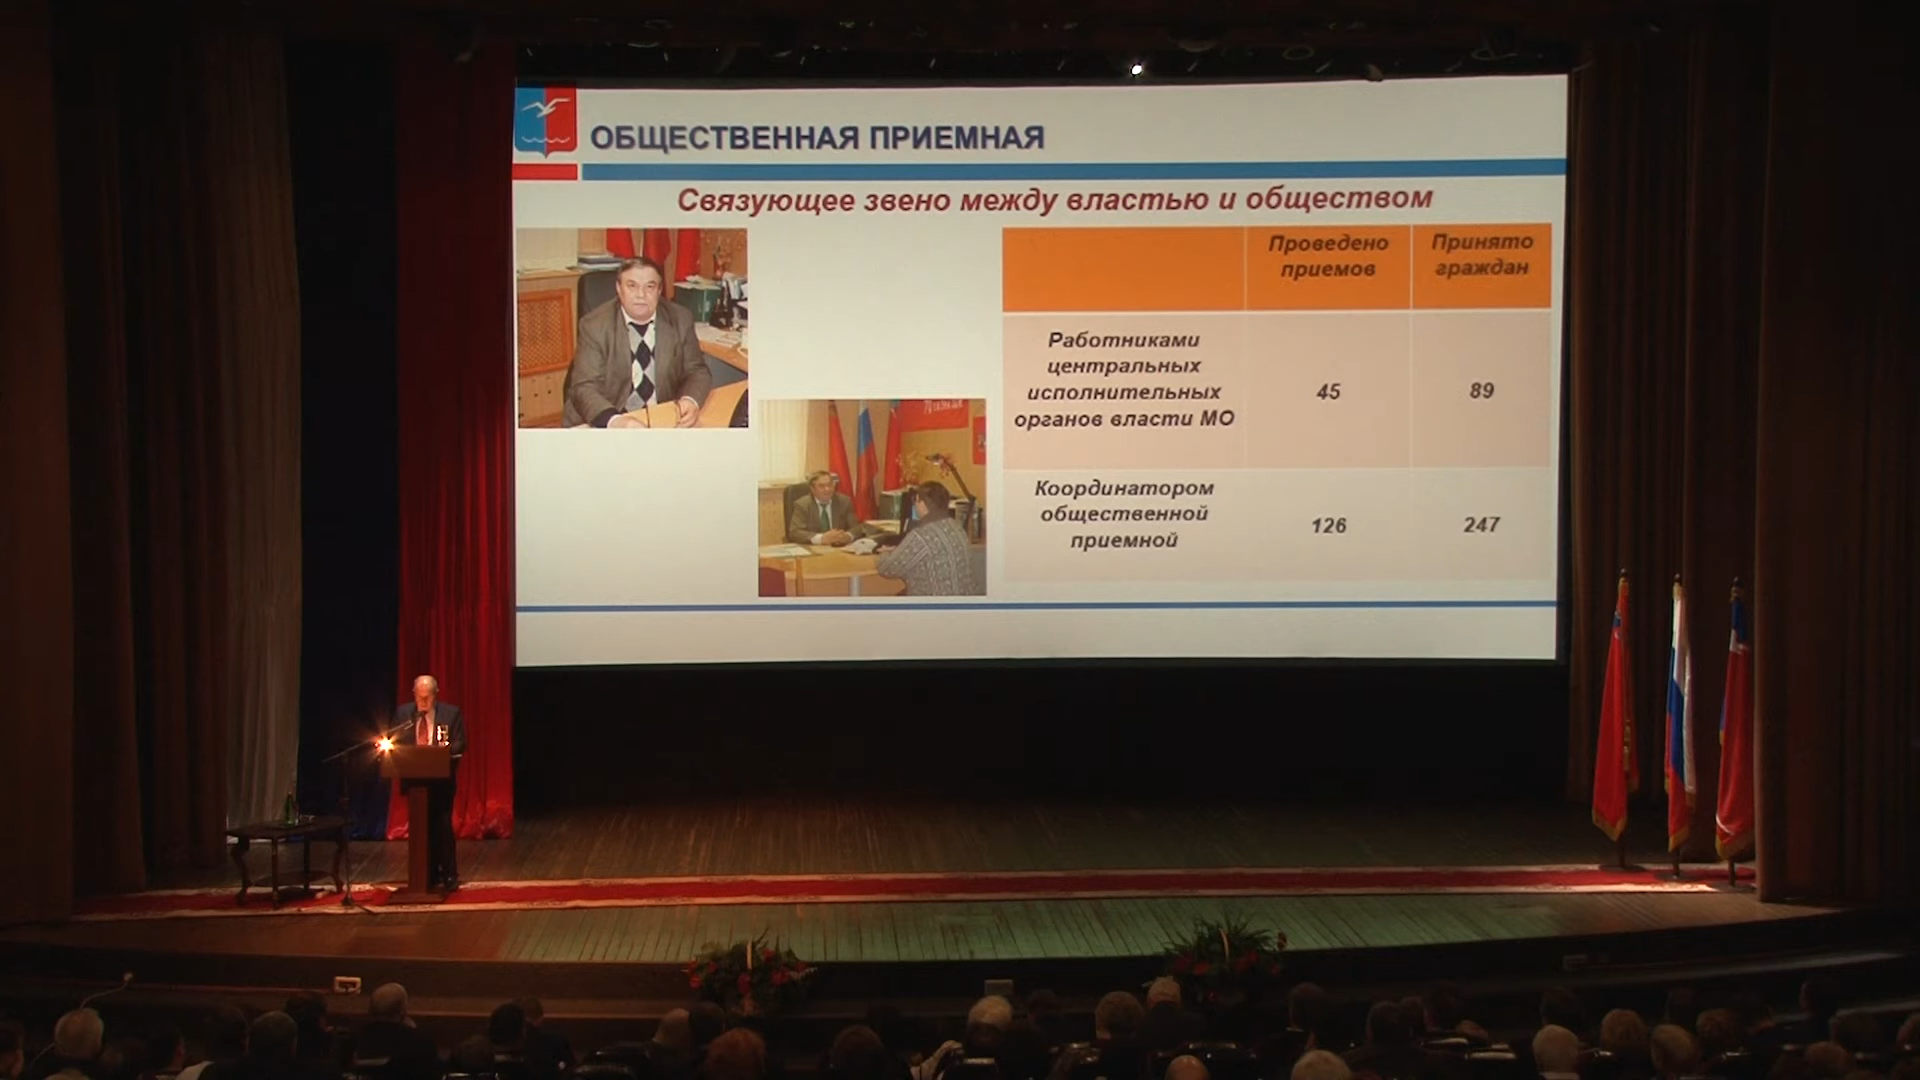 ОБЩЕСТВЕННАЯ ПРИЕМНАЯ
Связующее звено между властью и обществом
Проведено
приемов
Принято
граждан
Работниками
центральных
исполнительных
органов власти МО
45
89
Координатором
общественной
приемной
126
247